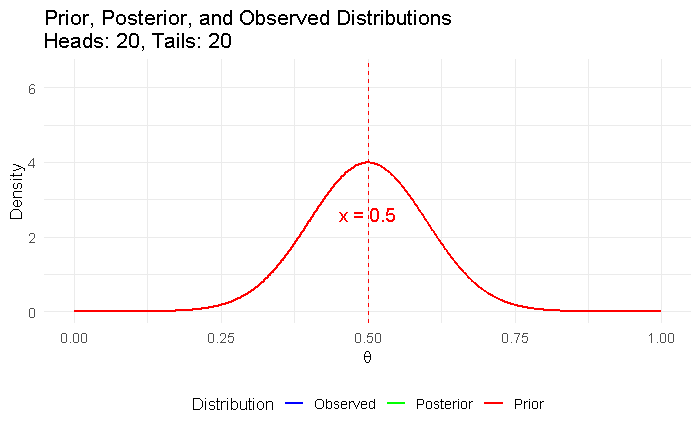 Prior, Posterior, and Observed Distributions
Heads: 20, Tails: 20
6
4
2
0
Density
x = 0.5
0.00 0.25 0.50 0.75 1.00
θ
Distribution Observed Posterior Prior